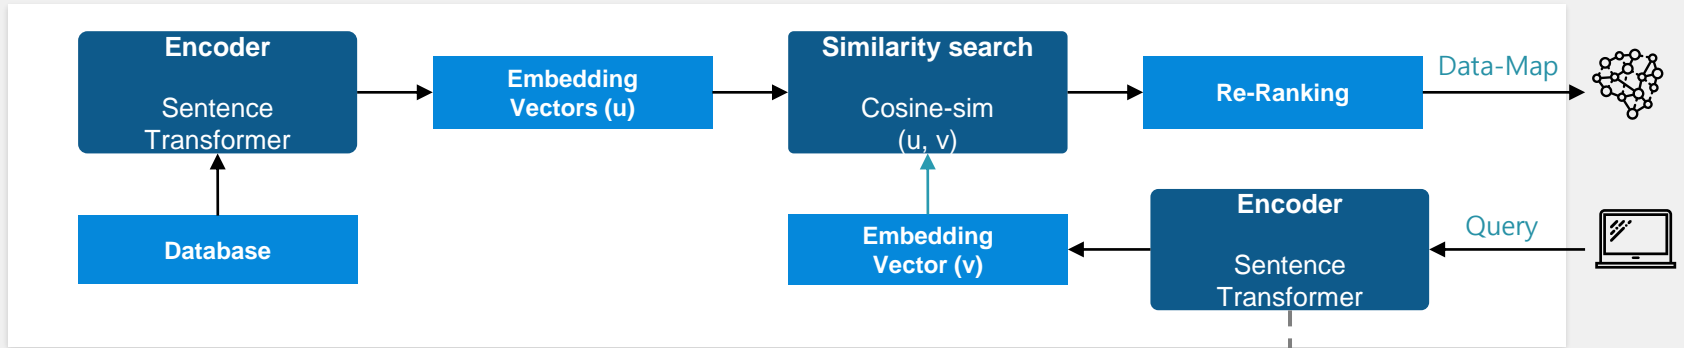 Encoder
Sentence
Transformer
Embedding
Vectors (u)
Similarity search
Cosine-sim
(u, v)
Re-Ranking
Data-Map
Database
Embedding
Vector (v)
Encoder
Sentence
Transformer
Query